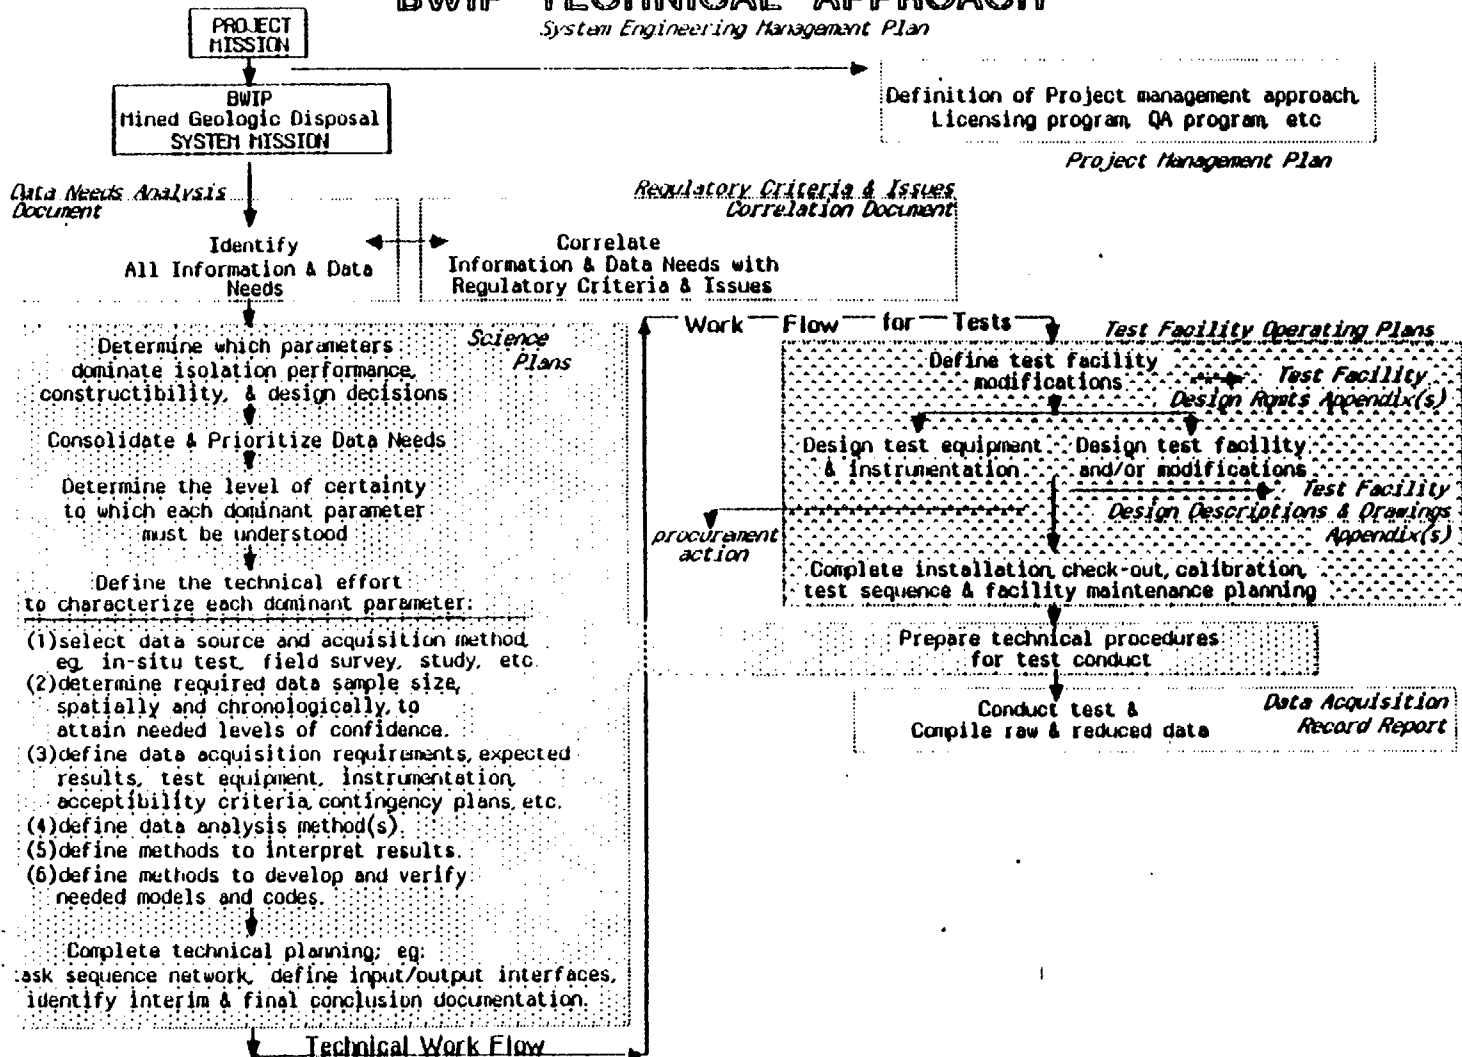 BWIP TECHNICAL APPROACH
System Engineering Management Plan
PROJECT
MISSION
BWIP
Mined Geologic Disposal
SYSTEM MISSION
Definition of Project management approach,
Licensing program, QA program, etc
Project Management Plan
Data Needs Analysis
Document
Identify
All Information & Data
Needs
Regulatory Criteria & Issues
Correlation Document
Correlate
Information & Data Needs with
Regulatory Criteria & Issues
Science
Plans
Determine which parameters
dominate isolation performance,
constructibility, & design decisions
Consolidate & Prioritize Data Needs
Determine the level of certainty
to which each dominant parameter
must be understood
Define the technical effort
to characterize each dominant parameter:
(1)select data source and acquisition method,
eg, in-situ test, field survey, study, etc.
(2)determine required data sample size,
spatially and chronologically, to
attain needed levels of confidence.
(3)define data acquisition requirements, expected
results, test equipment, instrumentation,
acceptibility criteria, contingency plans, etc.
(4)define data analysis method(s).
(5)define methods to interpret results.
(6)define methods to develop and verify
needed models and codes.
Complete technical planning; eg:
ask sequence network, define input/output interfaces,
identify interim & final conclusion documentation.
Technical Work Flow
Work Flow for Tests
Test Facility Operating Plans
Define test facility
modifications
Test Facility
Design Rqmts Appendix(s)
Design test equipment
& instrumentation
Design test facility
and/or modifications
Test Facility
Design Descriptions & Drawings
Appendix(s)
procurement
action
Complete installation, check-out, calibration,
test sequence & facility maintenance planning
Prepare technical procedures
for test conduct
Conduct test &
Compile raw & reduced data
Data Acquisition
Record Report